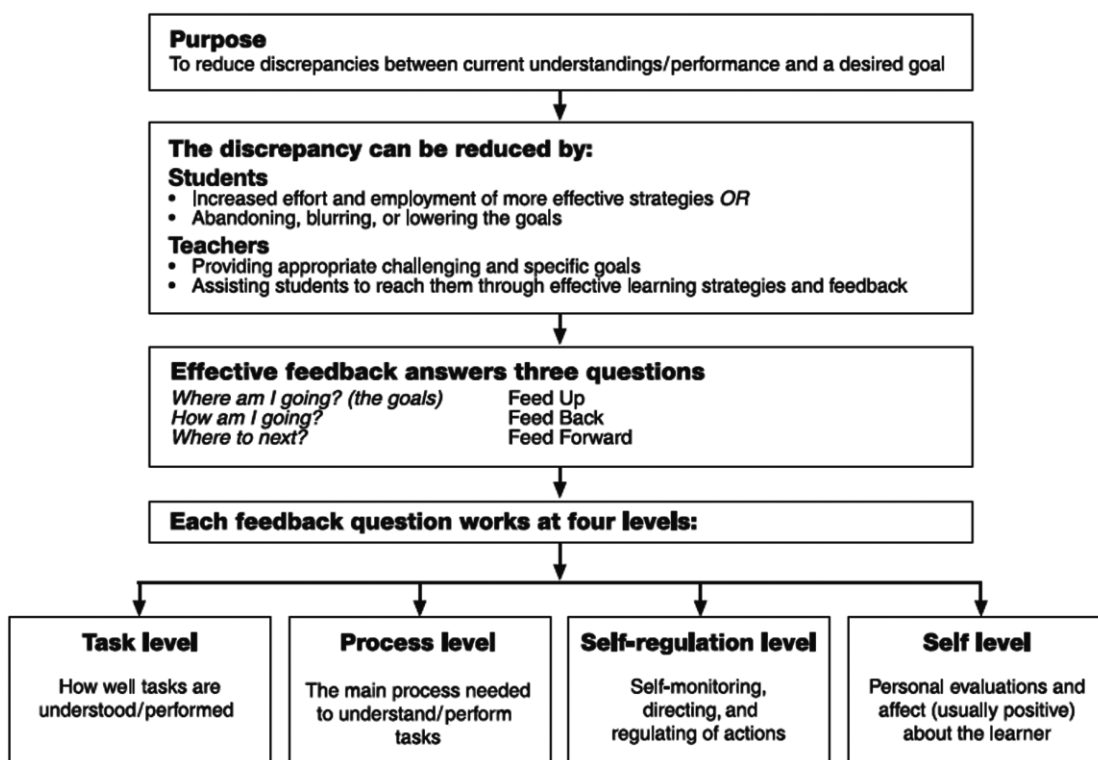 Purpose
To reduce discrepancies between current understandings/performance and a desired goal
The discrepancy can be reduced by:
Students
• Increased effort and employment of more effective strategies OR
• Abandoning, blurring, or lowering the goals
Teachers
• Providing appropriate challenging and specific goals
• Assisting students to reach them through effective learning strategies and feedback
Effective feedback answers three questions
Where am I going? (the goals) Feed Up
How am I going? Feed Back
Where to next? Feed Forward
Each feedback question works at four levels:
Task level
How well tasks are
understood/performed
Process level
The main process needed
to understand/perform
tasks
Self-regulation level
Self-monitoring,
directing, and
regulating of actions
Self level
Personal evaluations and
affect (usually positive)
about the learner